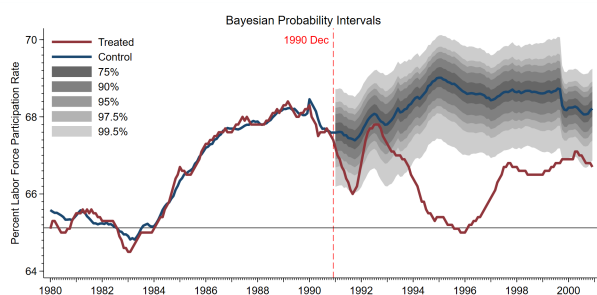 Bayesian Probability Intervals
1990 Dec
Treated
Control
75%
90%
95%
97.5%
99.5%
Percent Labor Force Participation Rate
70
68
66
64
1980 1982 1984 1986 1988 1990 1992 1994 1996 1998 2000